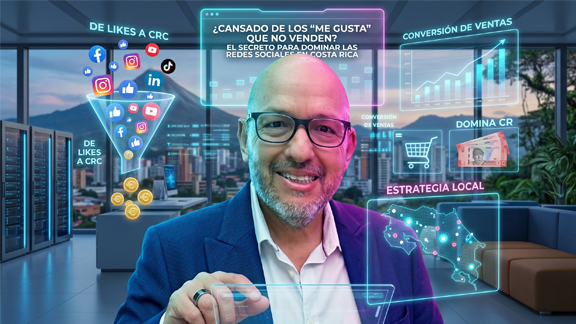 DE LIKES A CRC
¿CANSADO DE LOS “ME GUSTA”
QUE NO VENDEN?
EL SECRETO PARA DOMINAR LAS
REDES SOCIALES EN COSTA RICA
CONVERSIÓN DE VENTAS
DE
LIKES
A CRC
CONVERSIÓN
DE VENTAS
DOMINA CR
ESTRATEGIA LOCAL